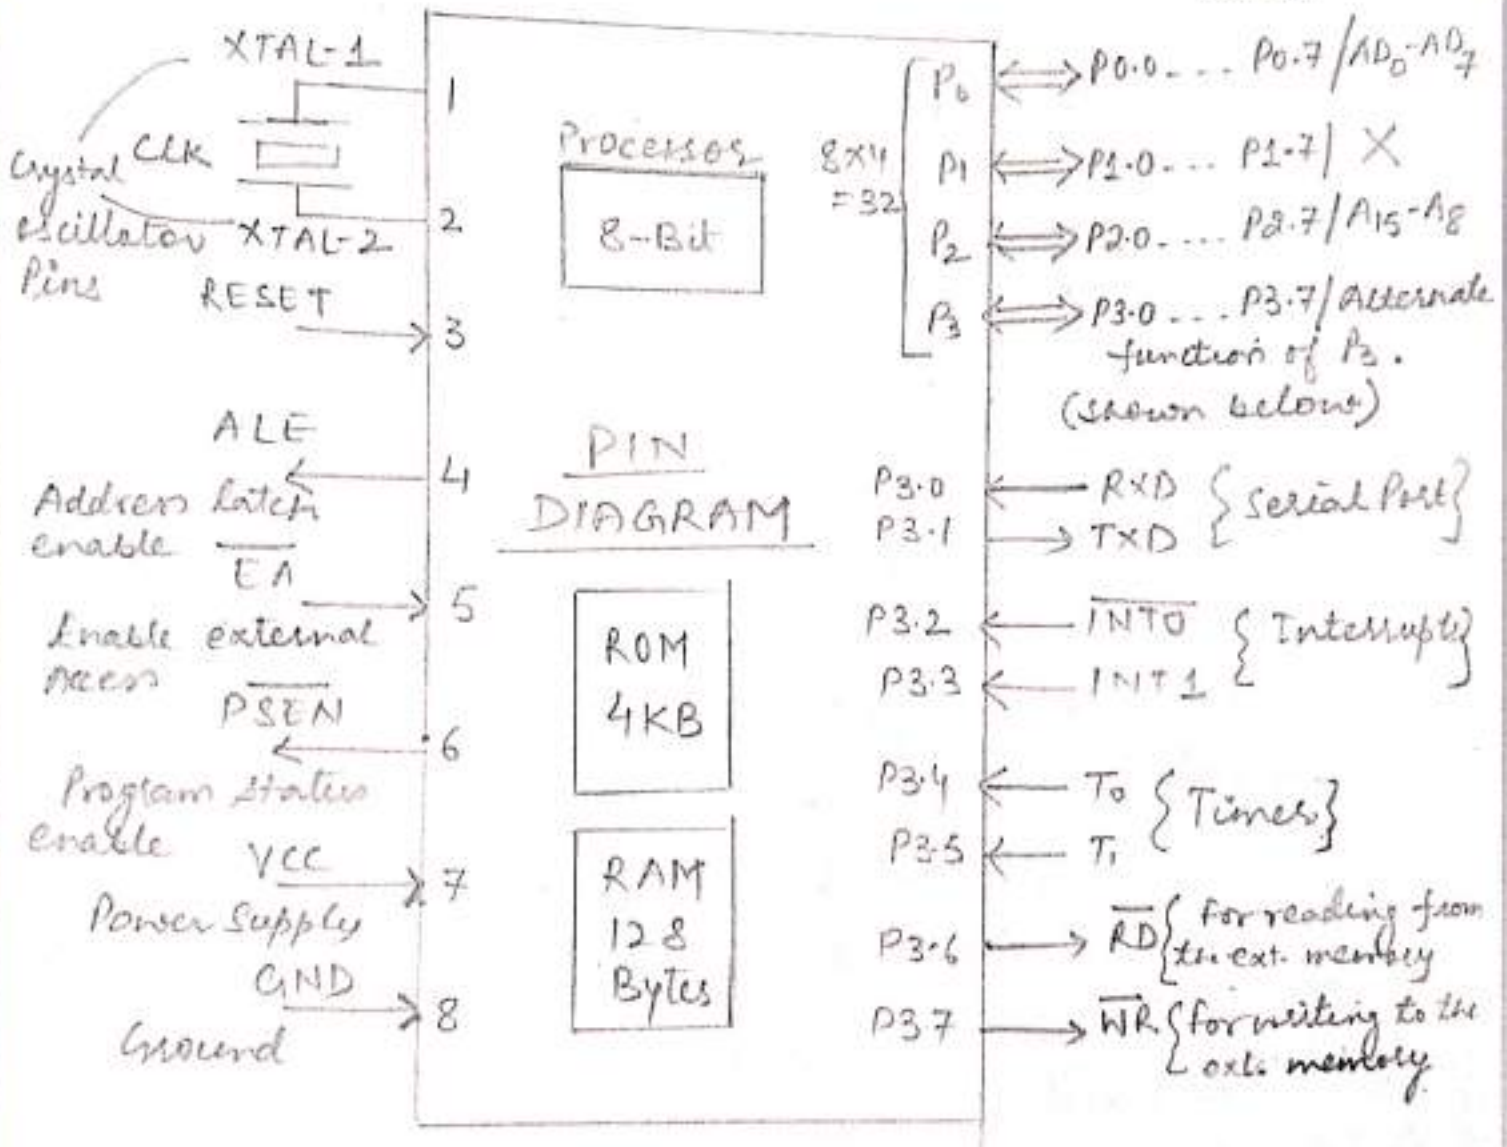 XTAL-1
1
CLK
Crystal
oscillator
Pins
XTAL-2
2
RESET
3
ALE
4
Address Latch
enable
EA
5
Enable external
Access
PSEN
6
Program Status
enable
VCC
7
Power Supply
GND
8
Ground
Processor
8-Bit
PIN
DIAGRAM
ROM
4KB
RAM
128
Bytes
8×4
=32
P0 P0.0.... P0.7/AD0-AD7
P1 P1.0.... P1.7/ X
P2 P2.0.... P2.7/A15-A8
P3 P3.0.... P3.7/Alternate
function of P3.
(shown below)
P3.0 RXD {Serial Port}
P3.1 TXD
P3.2 INT0 {Interrupts}
P3.3 INT1
P3.4 T0 {Timer}
P3.5 T1
P3.6 RD {For reading from
the ext. memory
P3.7 WR {for writing to the
ext. memory